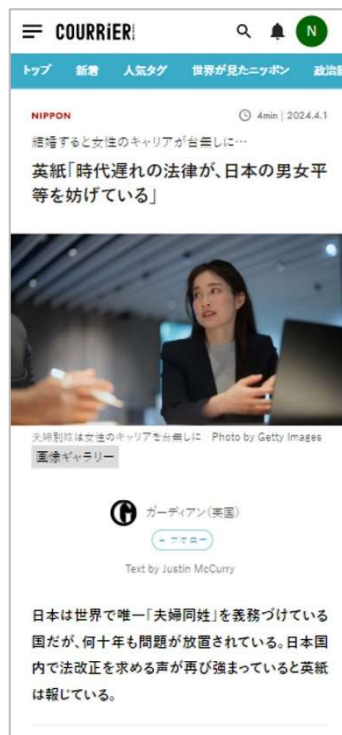 COURRiER!
N
トップ 新着 人気タグ 世界が見たニッポン 政治
NIPPON 4min | 2024.4.1
結婚すると女性のキャリアが台無しに…
英紙「時代遅れの法律が、日本の男女平
等を妨げている」
夫婦別姓は女性のキャリアを台無しに Photo by Getty Images
画像ギャラリー
ガーディアン(英国)
+ フォロー
Text by Justin McCurry
日本は世界で唯一「夫婦同姓」を義務づけている
国だが、何十年も問題が放置されている。日本国
内で法改正を求める声が再び強まっていると英紙
は報じている。